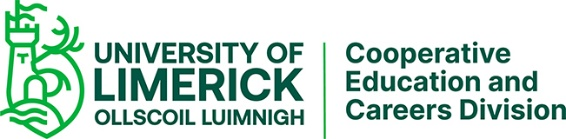 UNIVERSITY OF
LIMERICK
OLLSCOIL LUIMNIGH
Cooperative
Education and
Careers Division